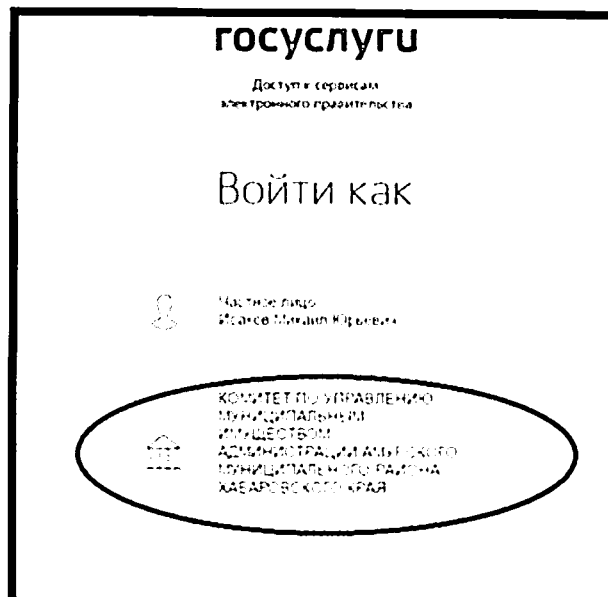 госуслуги
Доступ к сервисам
электронного правительства
Войти как
Частное лицо
Исаков Михаил Юрьевич
КОМИТЕТ ПО УПРАВЛЕНИЮ
МУНИЦИПАЛЬНЫМ
ИМУЩЕСТВОМ
АДМИНИСТРАЦИИ АМУРСКОГО
МУНИЦИПАЛЬНОГО РАЙОНА
ХАБАРОВСКОГО КРАЯ